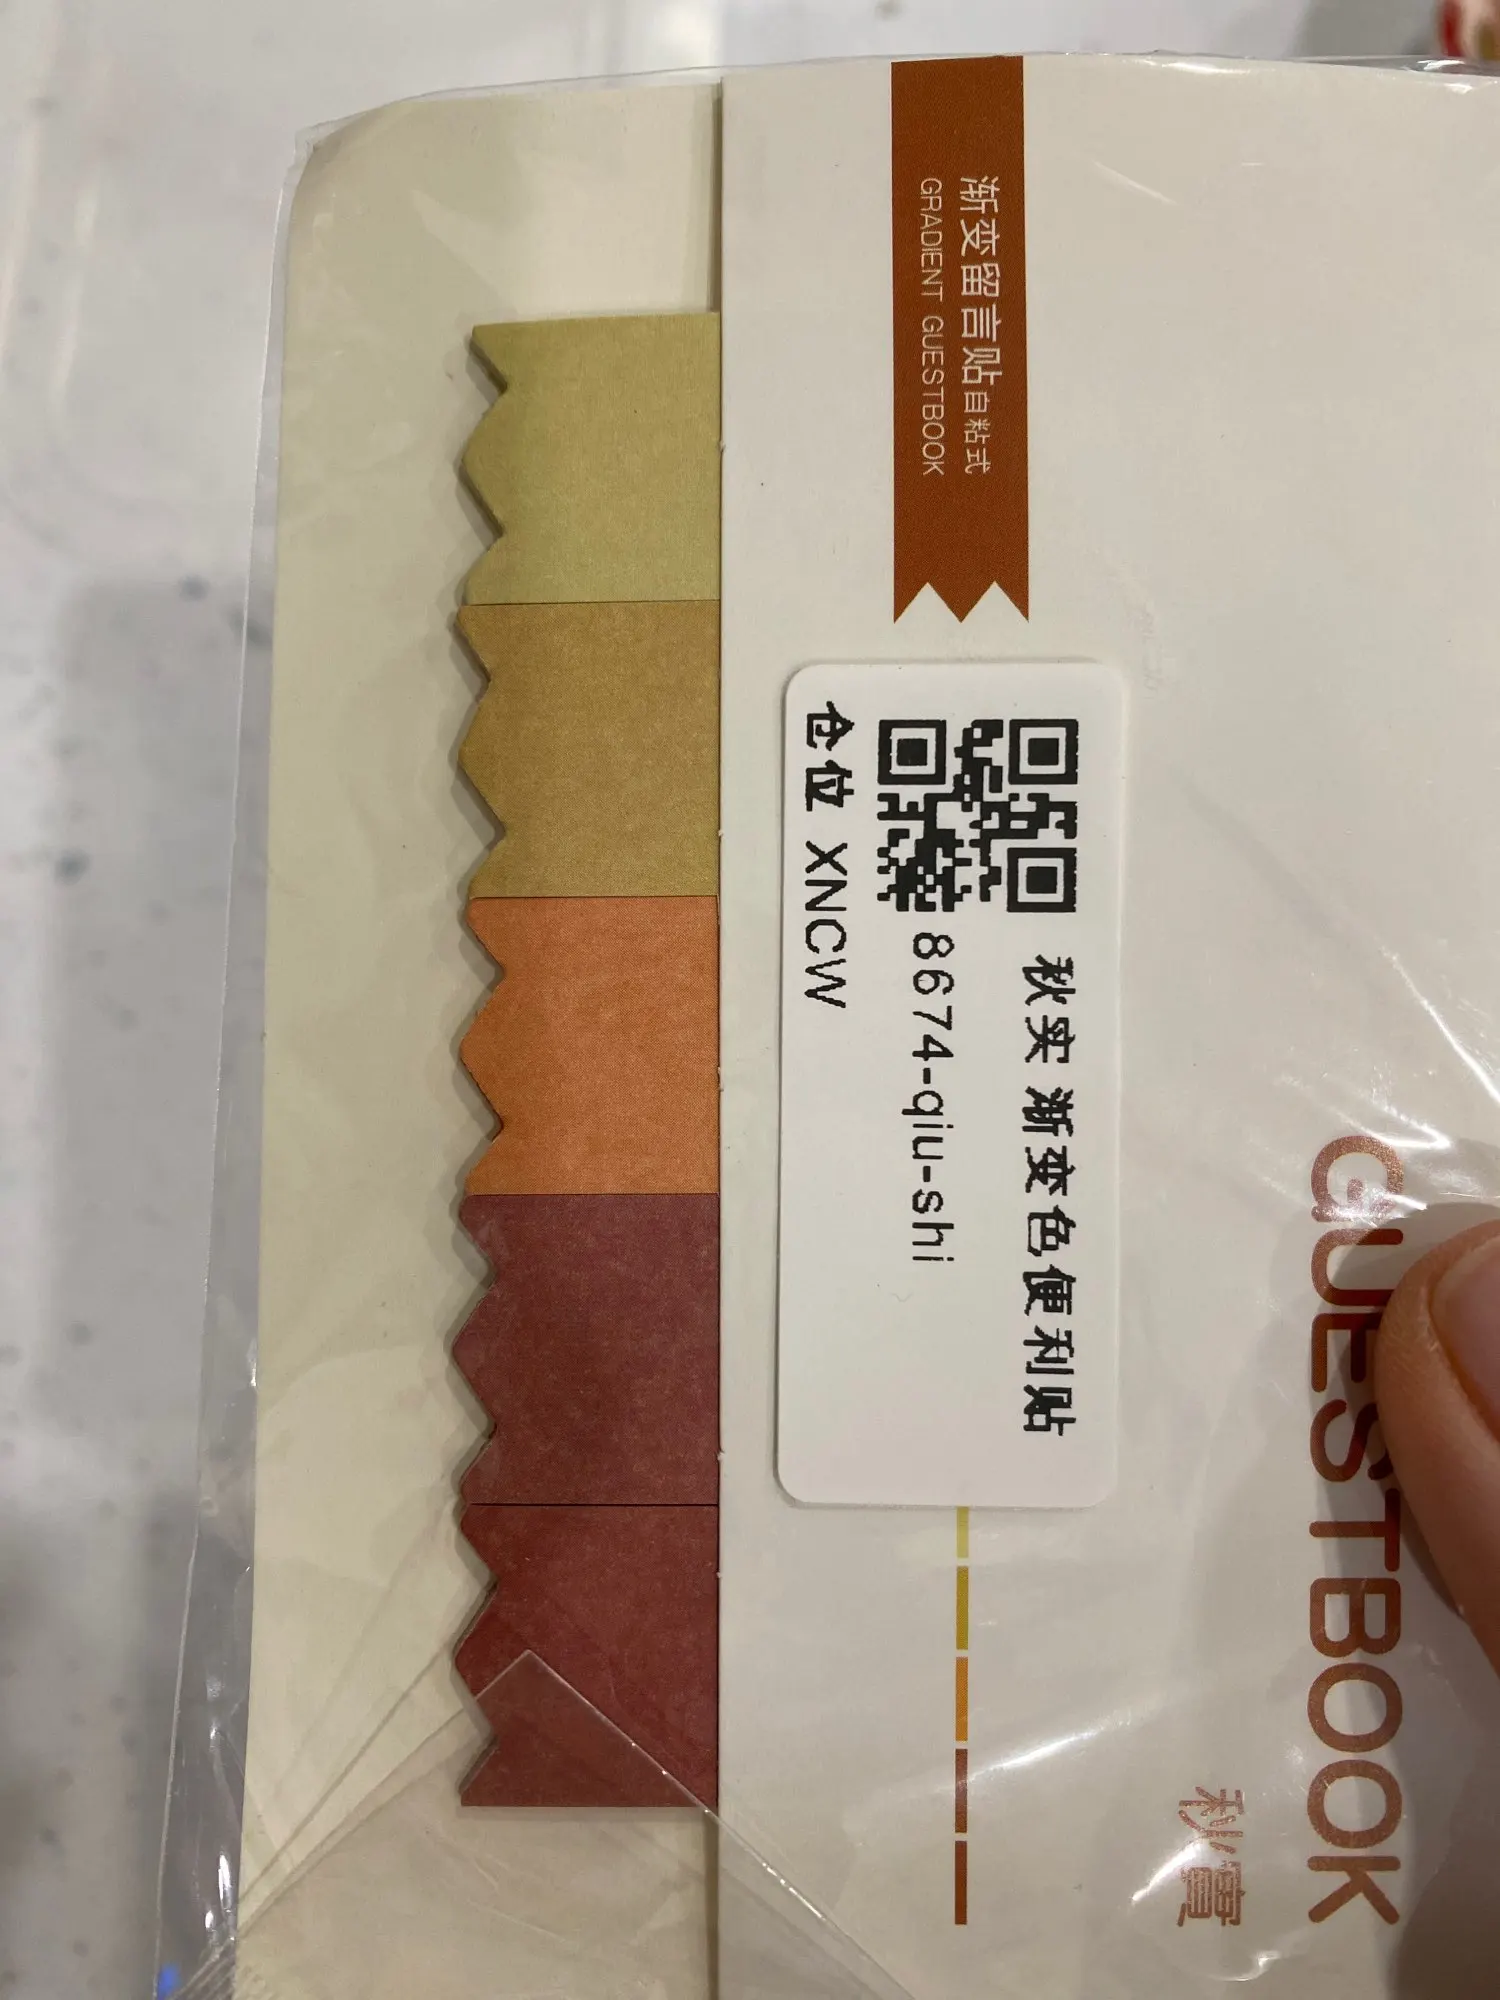 渐变留言贴自粘式
GRADIENT GUESTBOOK
秋实 渐变色便利贴
8674-qiu-shi
仓位 XNCW
GUESTBOOK
秋實